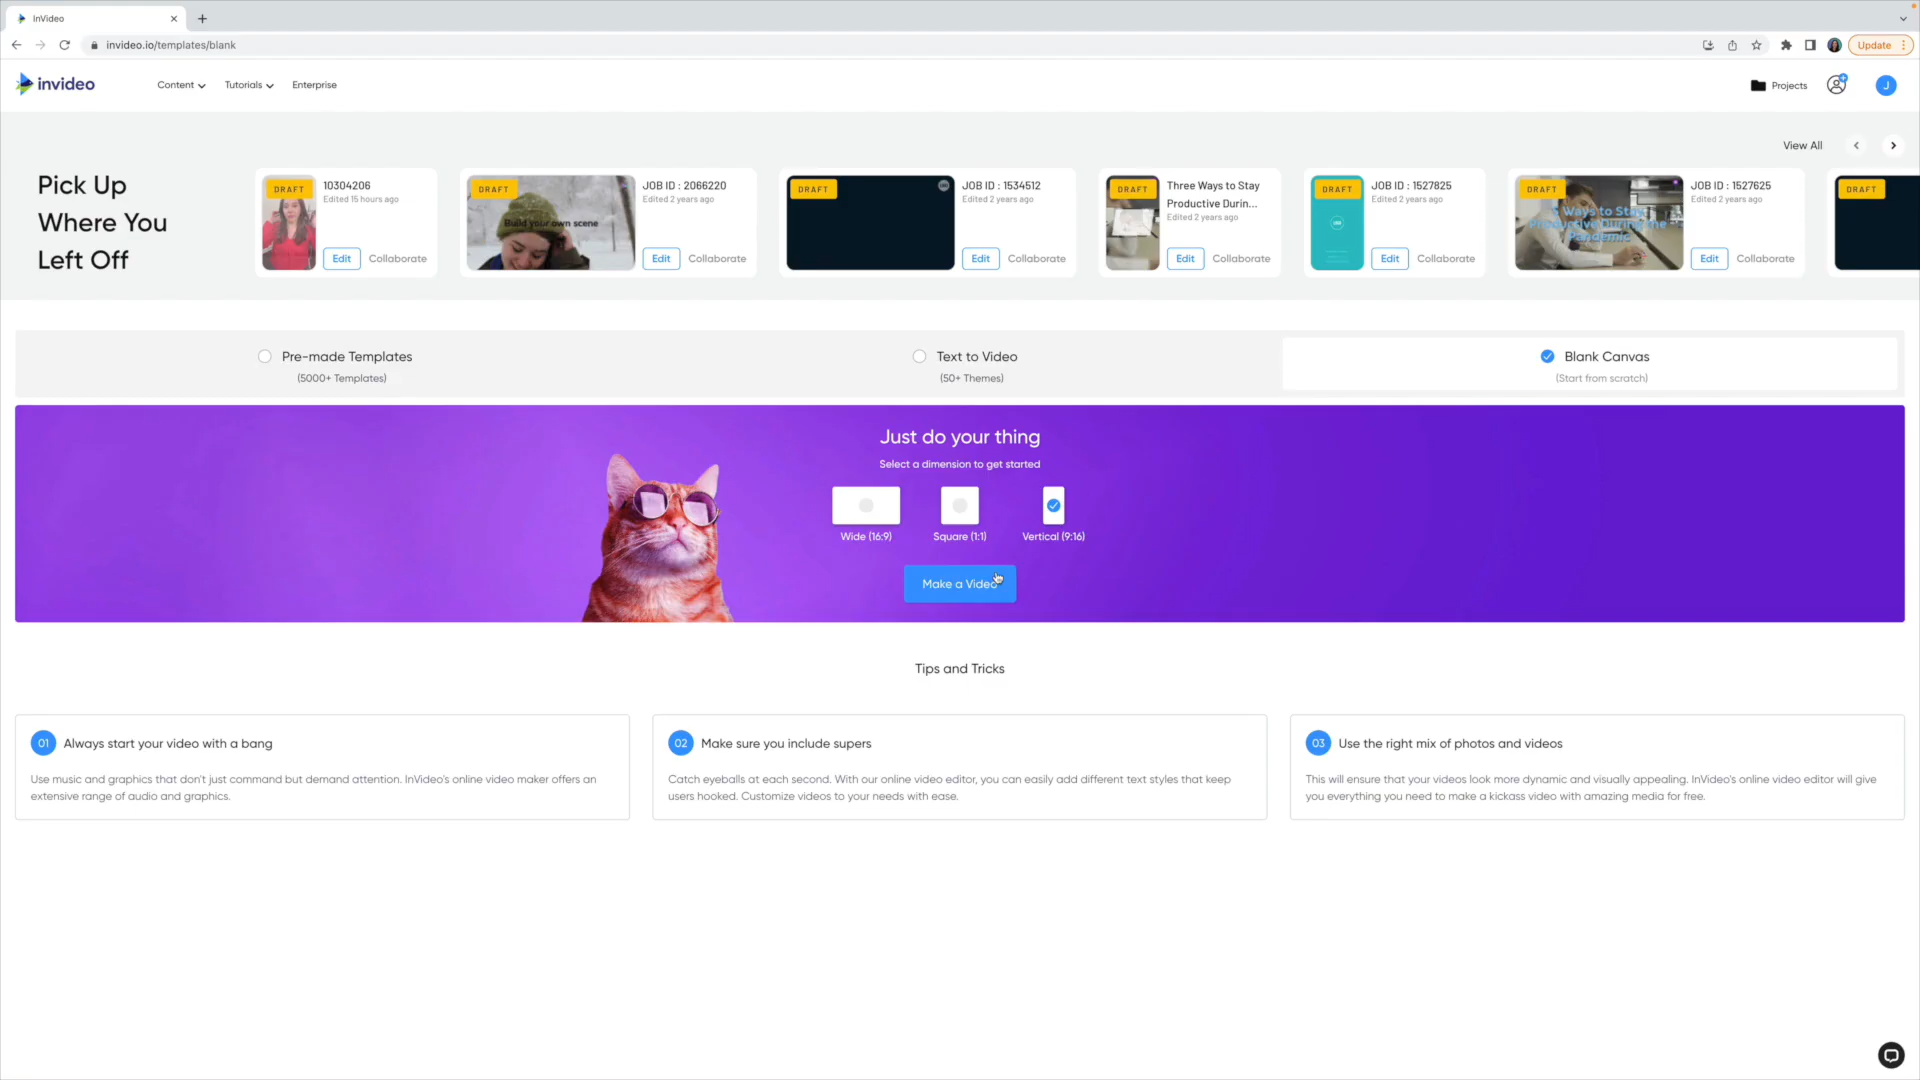 InVideo
invideo.io/templates/blank
Update
invideo
Content
Tutorials
Enterprise
Projects
J
View All
Pick Up
Where You
Left Off
DRAFT
10304206
Edited 15 hours ago
Edit
Collaborate
DRAFT
Build your own scene
JOB ID : 2066220
Edited 2 years ago
Edit
Collaborate
DRAFT
JOB ID : 1534512
Edited 2 years ago
Edit
Collaborate
DRAFT
Three Ways to Stay
Productive Durin...
Edited 2 years ago
Edit
Collaborate
DRAFT
JOB ID : 1527825
Edited 2 years ago
Edit
Collaborate
DRAFT
Ways to Stay
Productive During the
Pandemic
JOB ID : 1527625
Edited 2 years ago
Edit
Collaborate
DRAFT
Pre-made Templates
(5000+ Templates)
Text to Video
(50+ Themes)
Blank Canvas
(Start from scratch)
Just do your thing
Select a dimension to get started
Wide (16:9)
Square (1:1)
Vertical (9:16)
Make a Video
Tips and Tricks
01 Always start your video with a bang
Use music and graphics that don't just command but demand attention. InVideo's online video maker offers an
extensive range of audio and graphics.
02 Make sure you include supers
Catch eyeballs at each second. With our online video editor, you can easily add different text styles that keep
users hooked. Customize videos to your needs with ease.
03 Use the right mix of photos and videos
This will ensure that your videos look more dynamic and visually appealing. InVideo's online video editor will give
you everything you need to make a kickass video with amazing media for free.